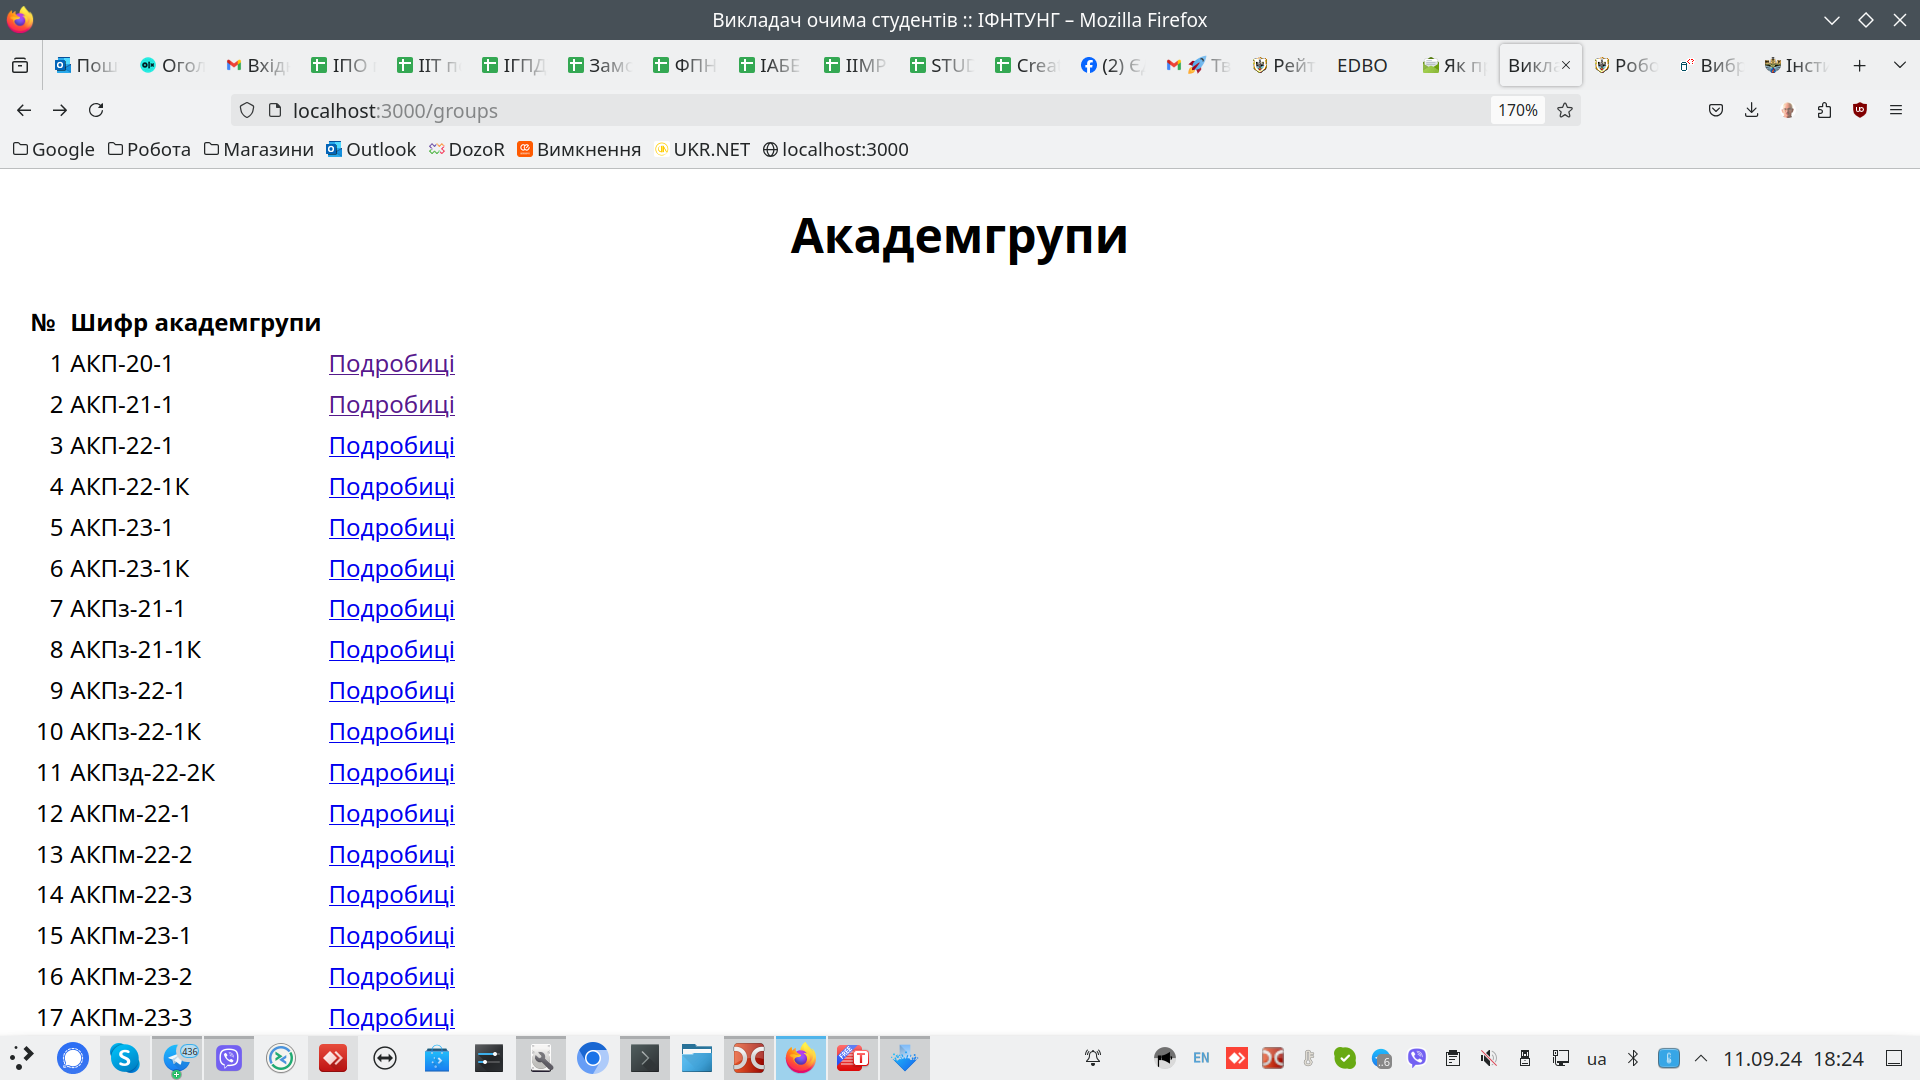 Викладач очима студентів :: ІФНТУНГ – Mozilla Firefox
Пош Огол Вхід ІПО ІІТ п ІГПД Замо ФПН ІАБЕ ІІМР STUD Crea (2) Є Тв Рейт EDBO Як п Викла Робо Вибр Інсти
localhost:3000/groups 170%
Google Робота Магазини Outlook DozoR Вимкнення UKR.NET localhost:3000
Академгрупи
№ Шифр академгрупи
1 АКП-20-1 Подробиці
2 АКП-21-1 Подробиці
3 АКП-22-1 Подробиці
4 АКП-22-1К Подробиці
5 АКП-23-1 Подробиці
6 АКП-23-1К Подробиці
7 АКПз-21-1 Подробиці
8 АКПз-21-1К Подробиці
9 АКПз-22-1 Подробиці
10 АКПз-22-1К Подробиці
11 АКПзд-22-2К Подробиці
12 АКПм-22-1 Подробиці
13 АКПм-22-2 Подробиці
14 АКПм-22-3 Подробиці
15 АКПм-23-1 Подробиці
16 АКПм-23-2 Подробиці
17 АКПм-23-3 Подробиці
436 EN ua 11.09.24 18:24